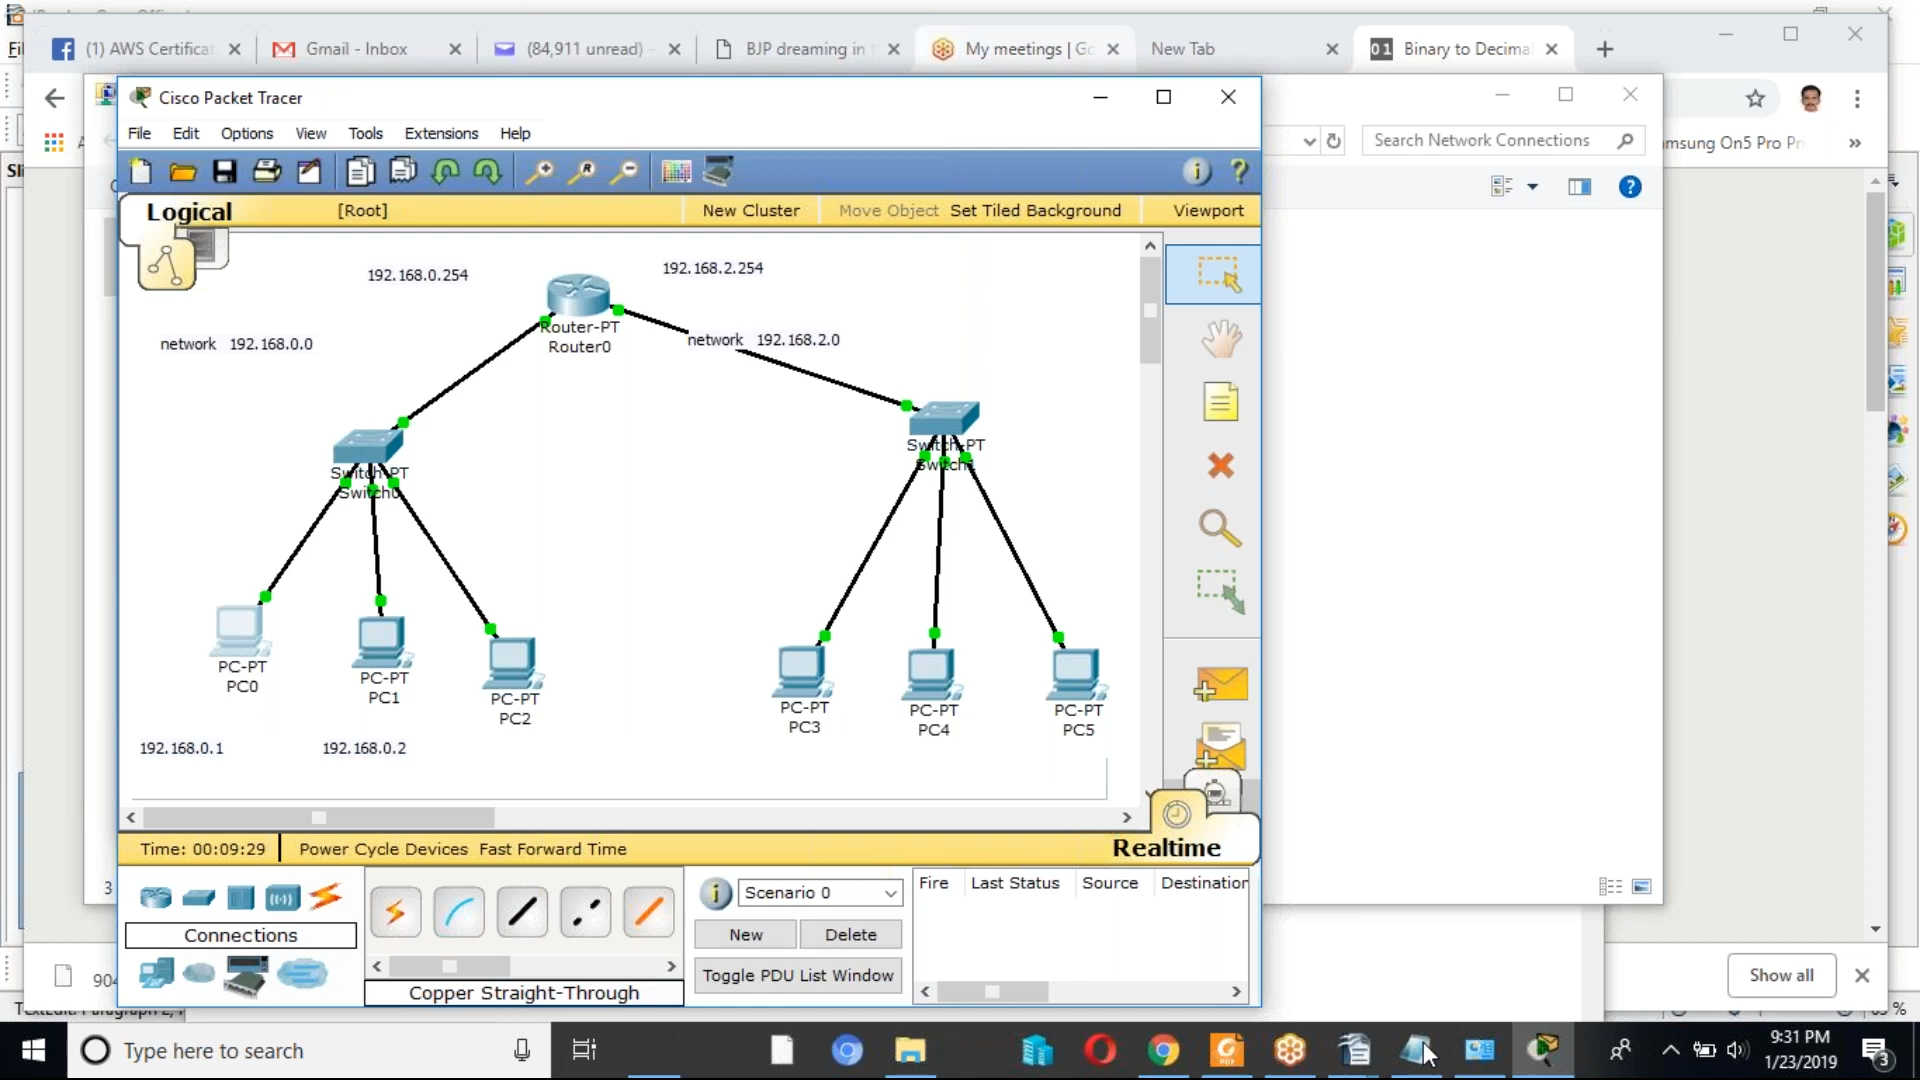 (1) AWS Certificat
Gmail - Inbox
(84,911 unread) -
BJP dreaming in
My meetings | Go
New Tab
01
Binary to Decima
Cisco Packet Tracer
File Edit Options View Tools Extensions Help
Search Network Connections
msung On5 Pro Pr
Logical
[Root]
New Cluster
Move Object
Set Tiled Background
Viewport
192.168.0.254
192.168.2.254
Router-PT
Router0
network 192.168.0.0
network 192.168.2.0
Switch-PT
Switch0
Switch-PT
Switch1
PC-PT
PC0
PC-PT
PC1
PC-PT
PC2
PC-PT
PC3
PC-PT
PC4
PC-PT
PC5
192.168.0.1
192.168.0.2
Time: 00:09:29
Power Cycle Devices Fast Forward Time
Realtime
3
Connections
Copper Straight-Through
Scenario 0
New
Delete
Toggle PDU List Window
Fire Last Status Source Destination
904
Show all
Type here to search
9:31 PM
1/23/2019
3